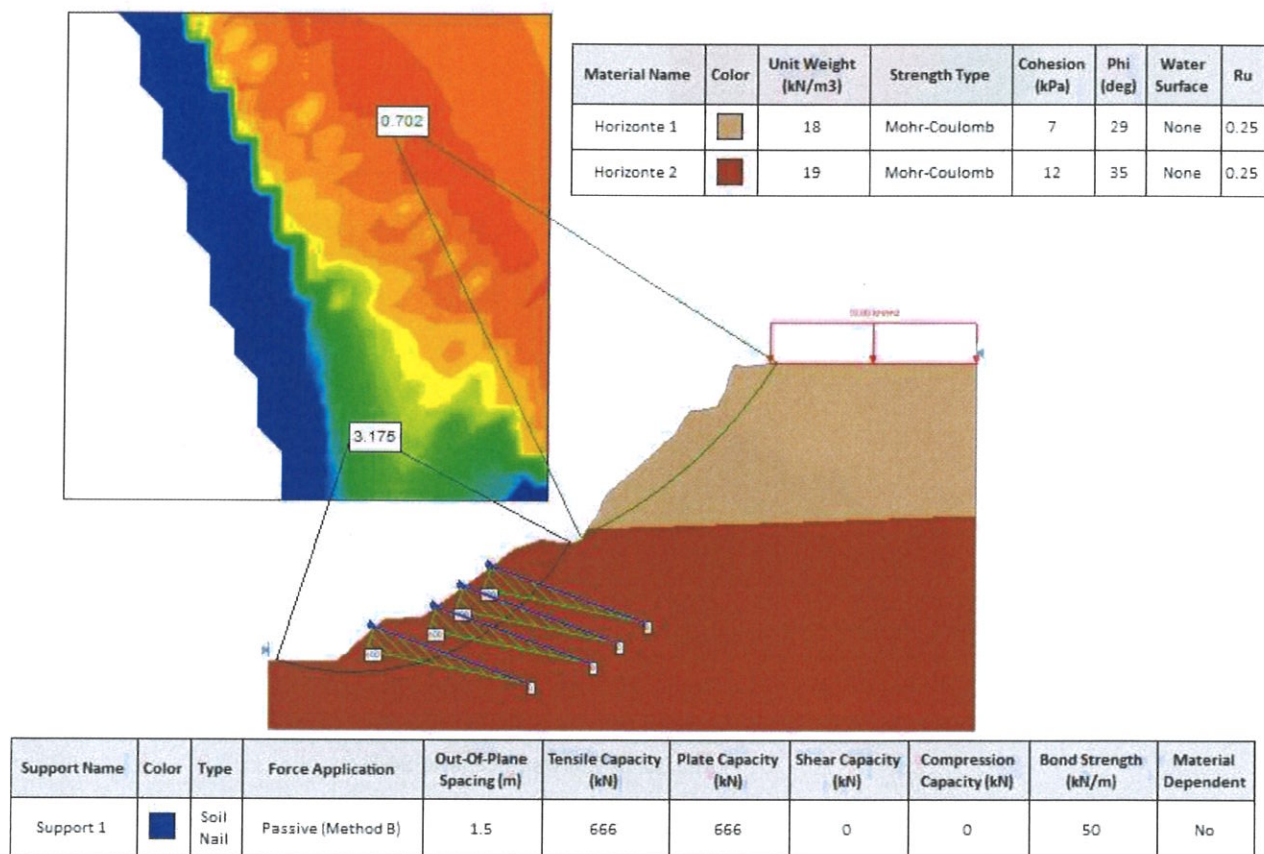 0.702
Material Name Color Unit Weight (kN/m3) Strength Type Cohesion (kPa) Phi (deg) Water Surface Ru
Horizonte 1 18 Mohr-Coulomb 7 29 None 0.25
Horizonte 2 19 Mohr-Coulomb 12 35 None 0.25
3.175
600
Support Name Color Type Force Application Out-Of-Plane Spacing (m) Tensile Capacity (kN) Plate Capacity (kN) Shear Capacity (kN) Compression Capacity (kN) Bond Strength (kN/m) Material Dependent
Support 1 Soil Nail Passive (Method B) 1.5 666 666 0 0 50 No